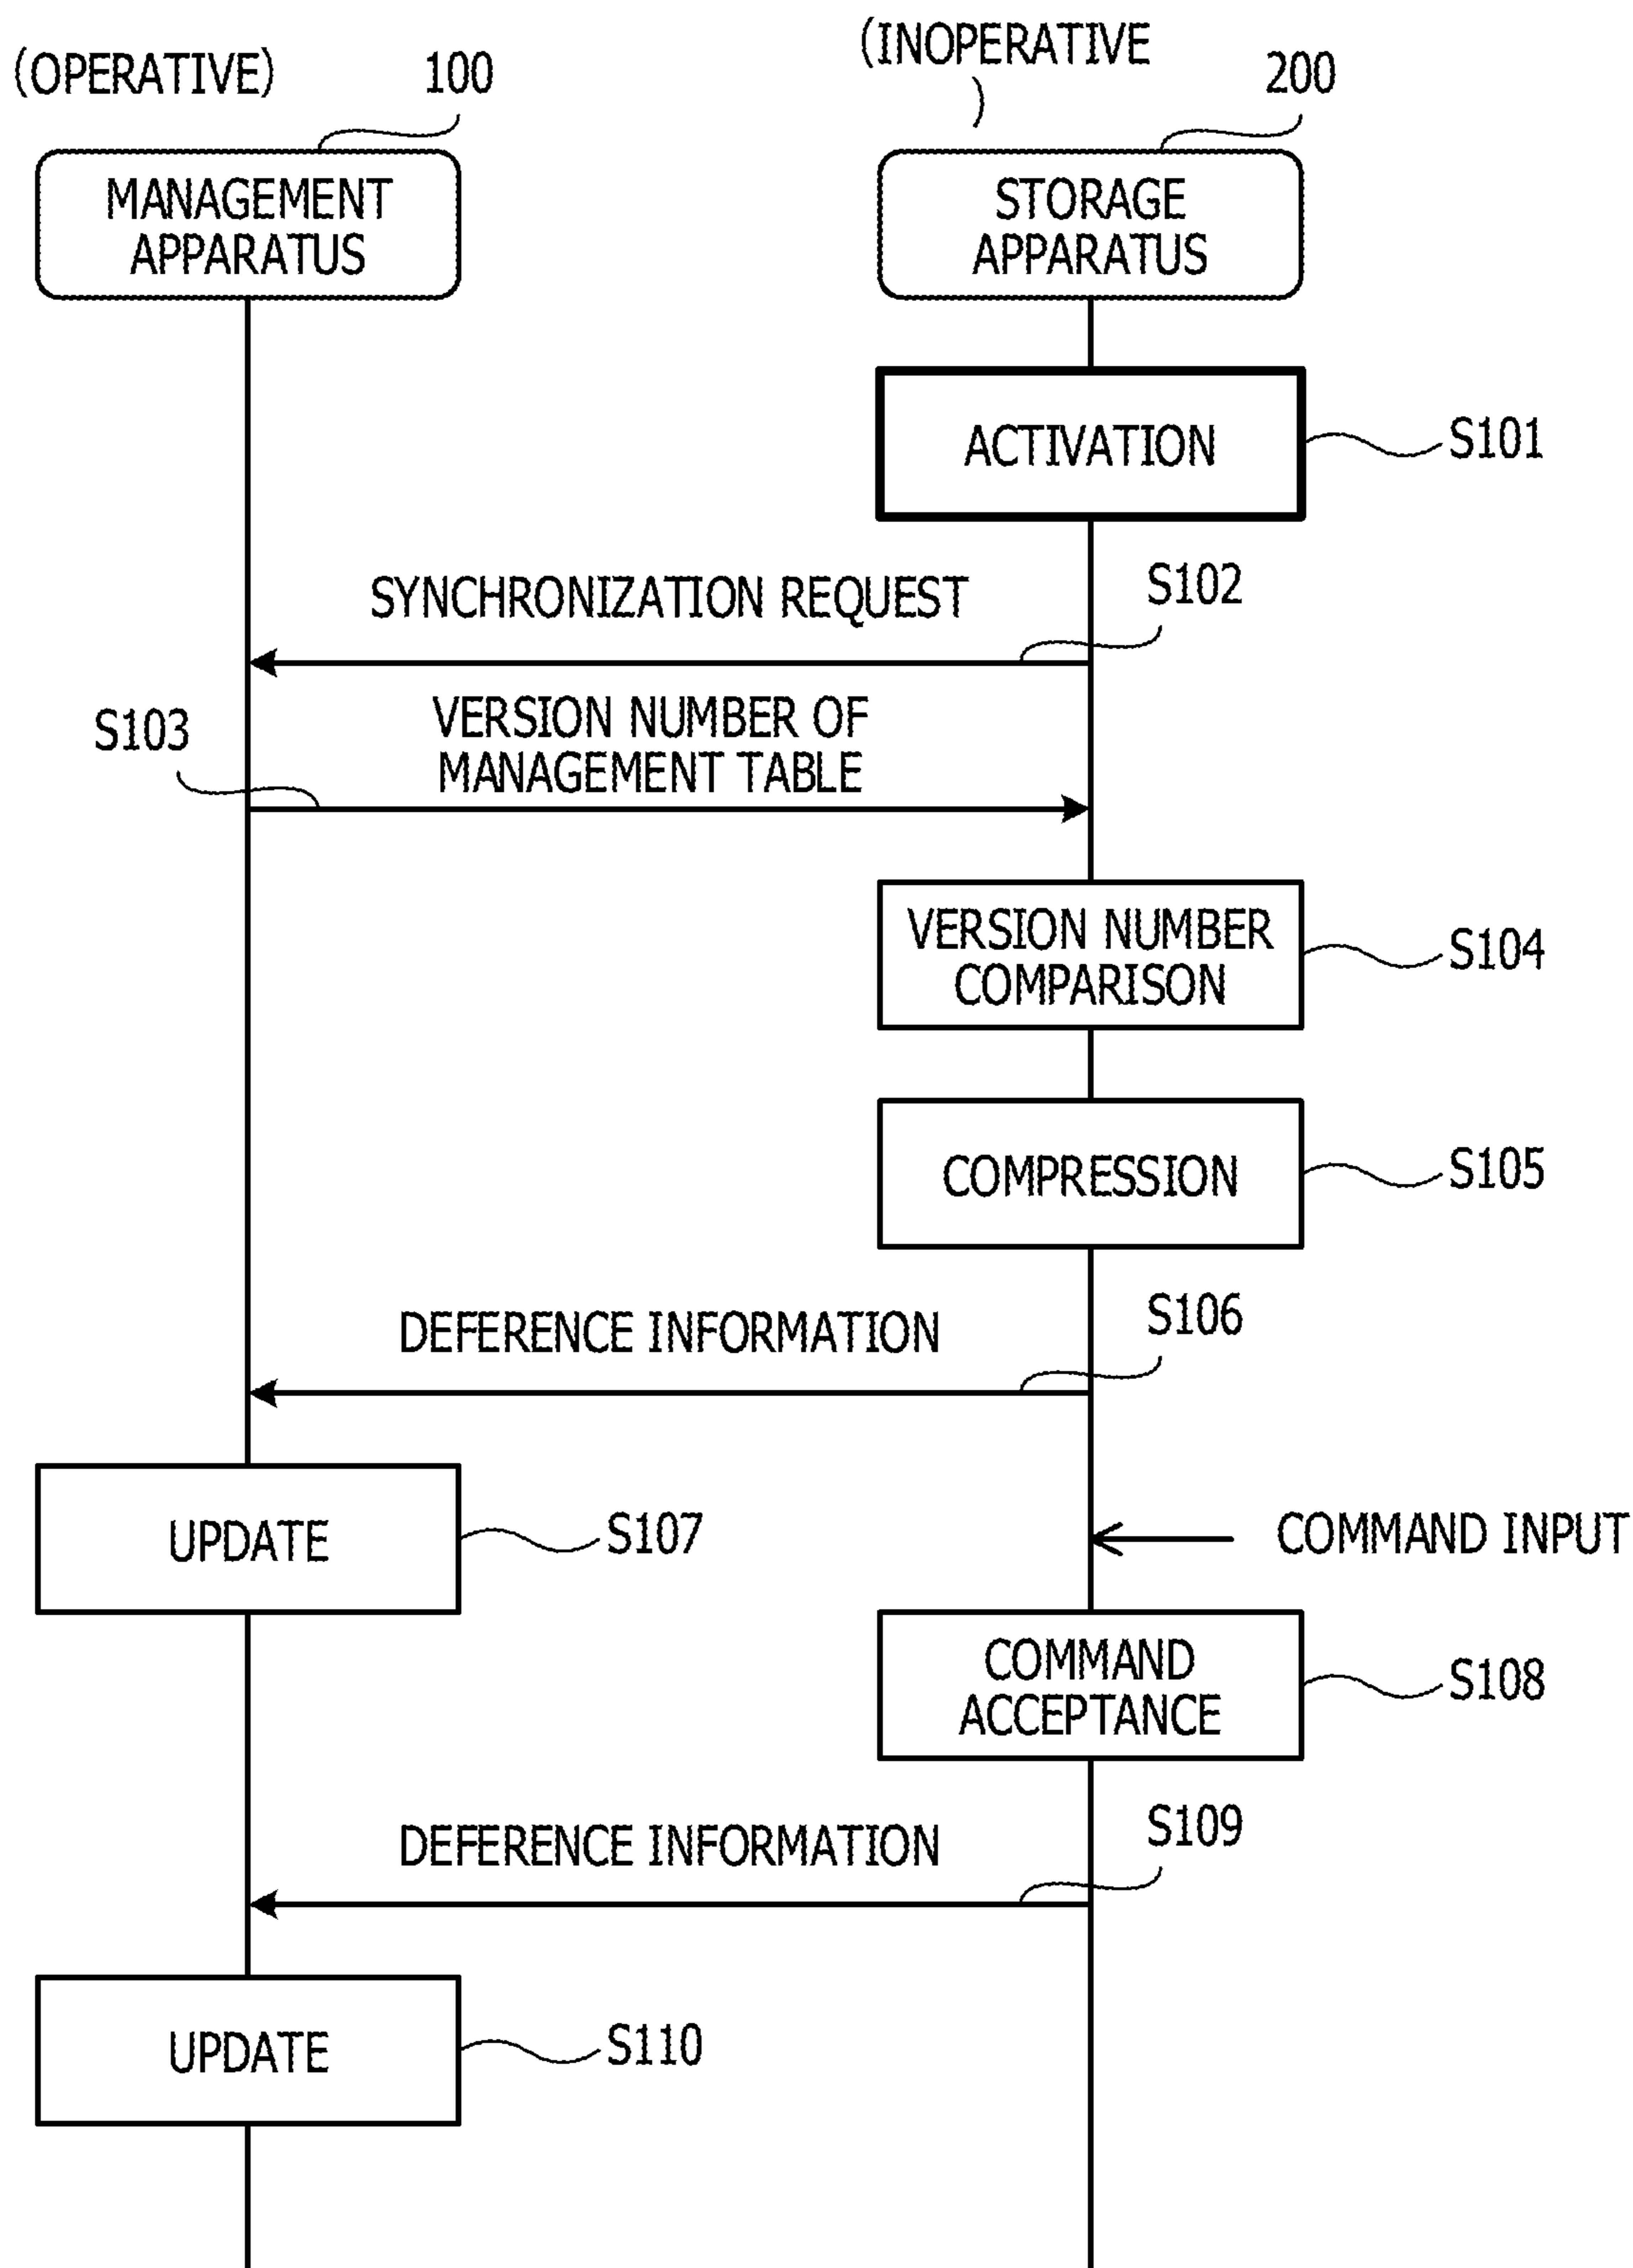 (OPERATIVE)
100
(INOPERATIVE
)
200
MANAGEMENT
APPARATUS
STORAGE
APPARATUS
ACTIVATION
S101
SYNCHRONIZATION REQUEST
S102
S103
VERSION NUMBER OF
MANAGEMENT TABLE
VERSION NUMBER
COMPARISON
S104
COMPRESSION
S105
DEFERENCE INFORMATION
S106
UPDATE
S107
COMMAND INPUT
COMMAND
ACCEPTANCE
S108
DEFERENCE INFORMATION
S109
UPDATE
S110